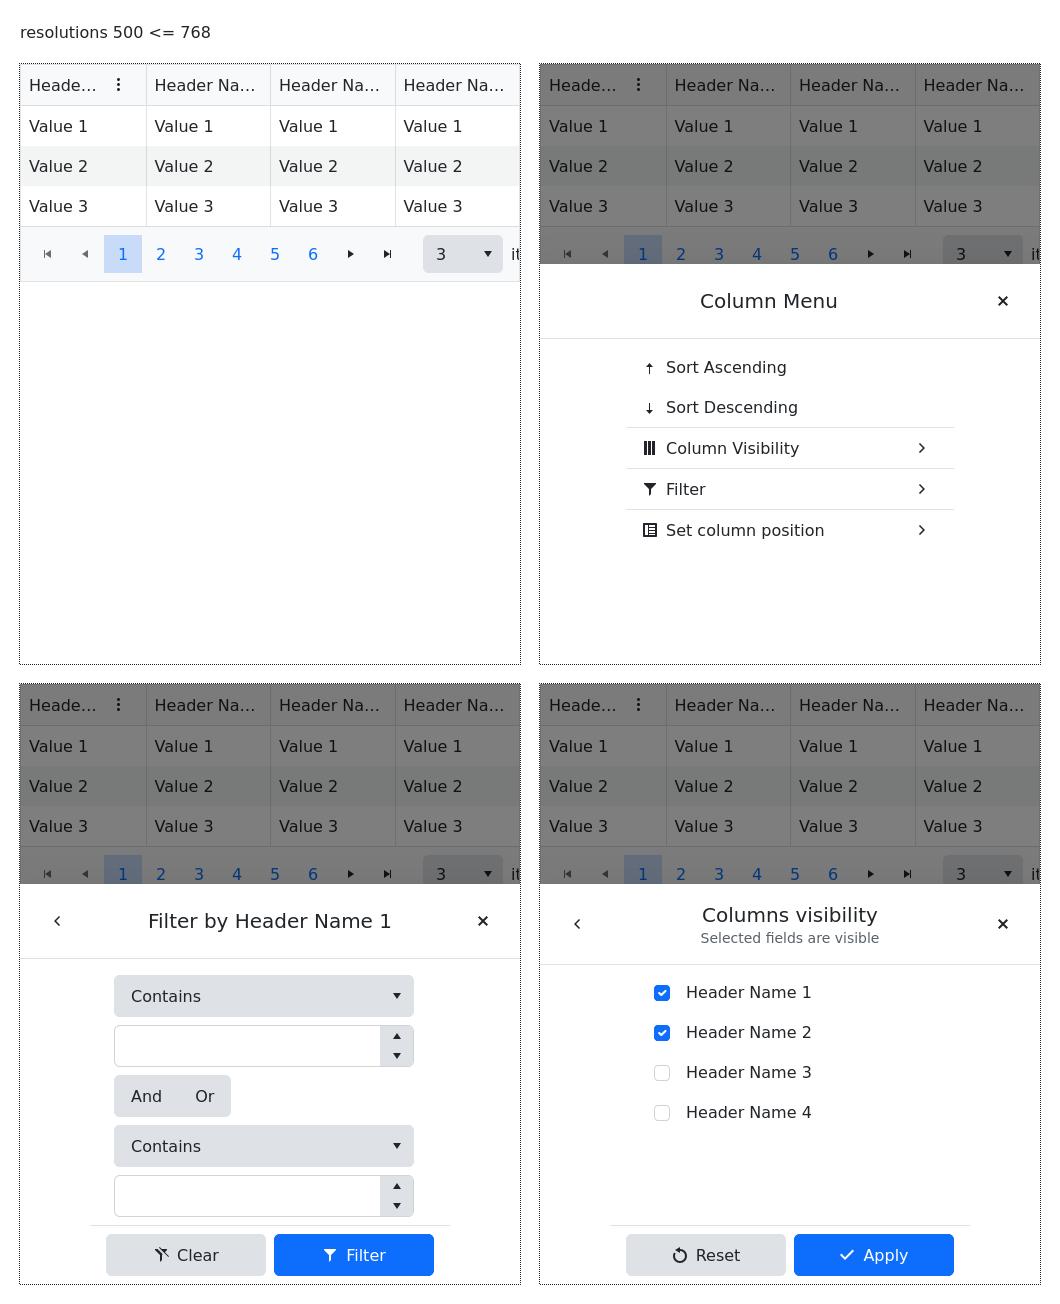 resolutions 500 <= 768
Heade... Header Na... Header Na... Header Na...
Value 1 Value 1 Value 1 Value 1
Value 2 Value 2 Value 2 Value 2
Value 3 Value 3 Value 3 Value 3
1 2 3 4 5 6 3 it
Heade... Header Na... Header Na... Header Na...
Value 1 Value 1 Value 1 Value 1
Value 2 Value 2 Value 2 Value 2
Value 3 Value 3 Value 3 Value 3
1 2 3 4 5 6 3 it
Column Menu
Sort Ascending
Sort Descending
Column Visibility
Filter
Set column position
Heade... Header Na... Header Na... Header Na...
Value 1 Value 1 Value 1 Value 1
Value 2 Value 2 Value 2 Value 2
Value 3 Value 3 Value 3 Value 3
1 2 3 4 5 6 3 it
Filter by Header Name 1
Contains
And Or
Contains
Clear Filter
Heade... Header Na... Header Na... Header Na...
Value 1 Value 1 Value 1 Value 1
Value 2 Value 2 Value 2 Value 2
Value 3 Value 3 Value 3 Value 3
1 2 3 4 5 6 3 it
Columns visibility
Selected fields are visible
Header Name 1
Header Name 2
Header Name 3
Header Name 4
Reset Apply